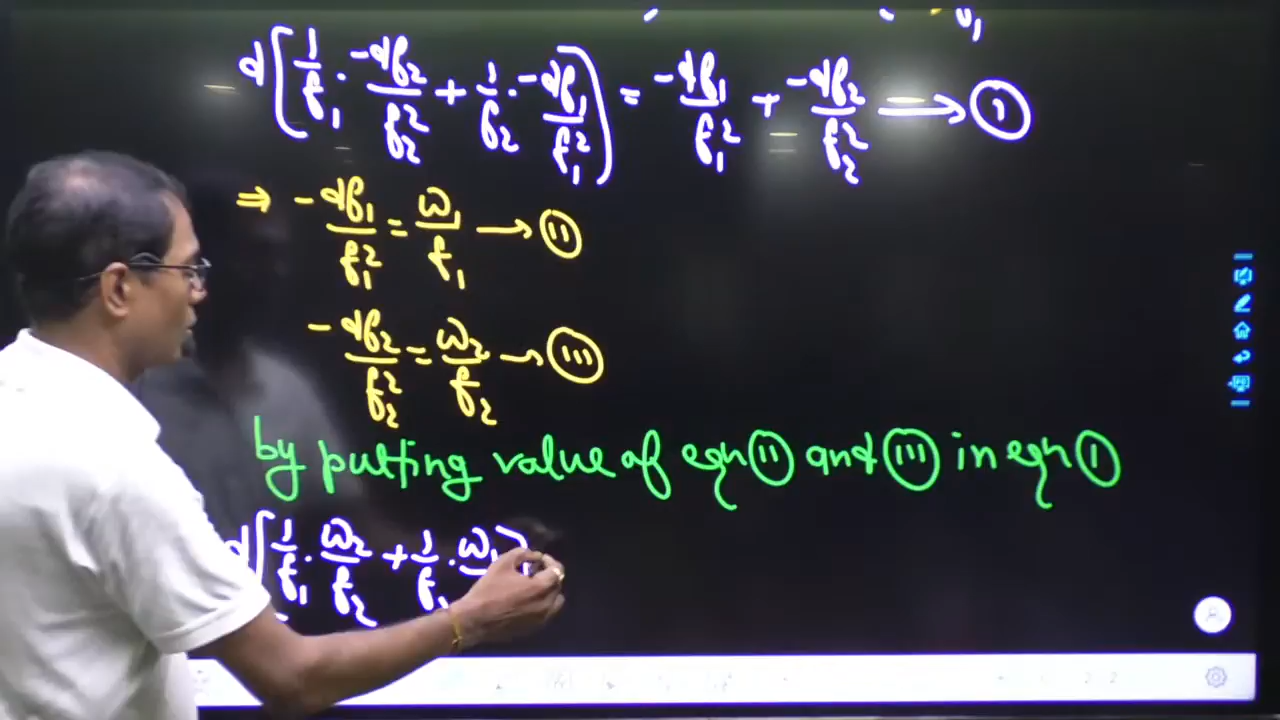 d[1/f₁ · -df₂/f₂² + 1/f₂ · -df₁/f₁²] = -df₁/f₁² + -df₂/f₂² → (I)
⇒ -df₁/f₁² = ω₁/f₁ → (II)
-df₂/f₂² = ω₂/f₂ → (III)
by putting value of eqn (II) and (III) in eqn (I)
d[1/f₁ · ω₂/f₂ + 1/f · ω₁